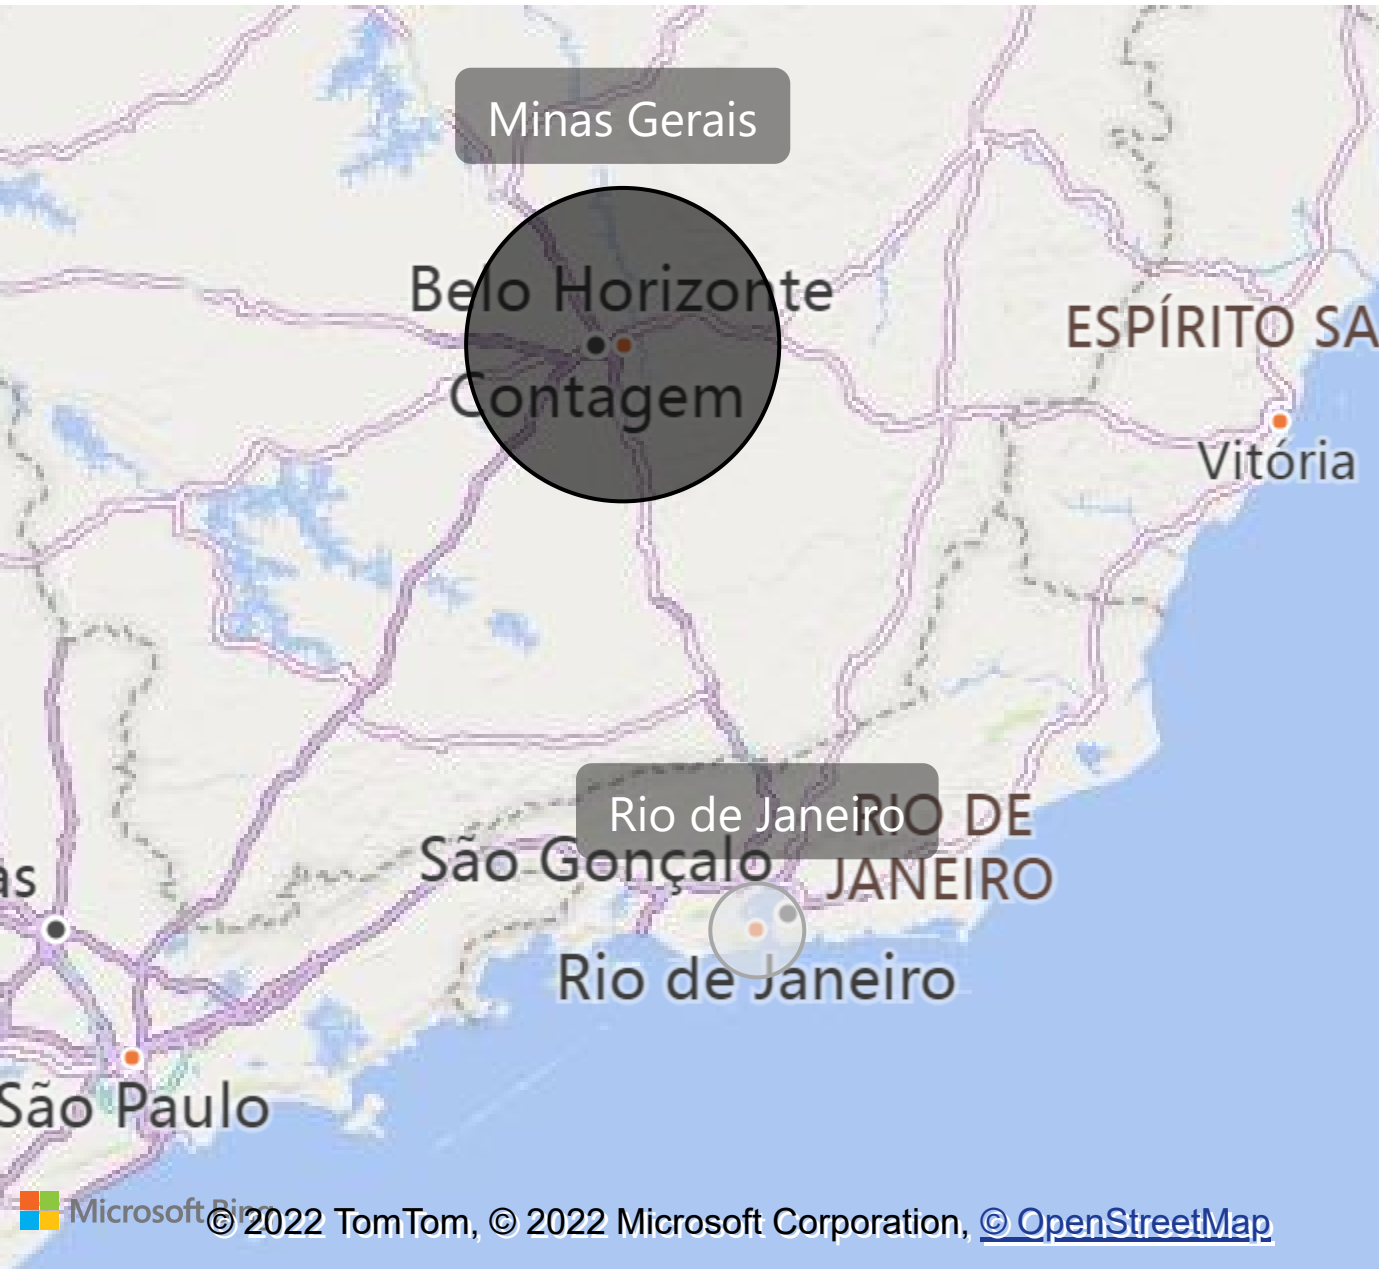 Minas Gerais
Belo Horizonte
ESPÍRITO SA
Contagem
Vitória
Rio de Janeiro
RIO DE
JANEIRO
São Gonçalo
as
Rio de Janeiro
São Paulo
Microsoft Bing
© 2022 TomTom, © 2022 Microsoft Corporation, © OpenStreetMap